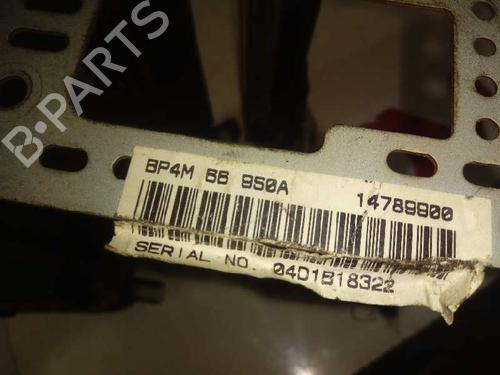 B-PARTS
BP4M 66 950A 14789900
SERIAL NO. 04D1B18322